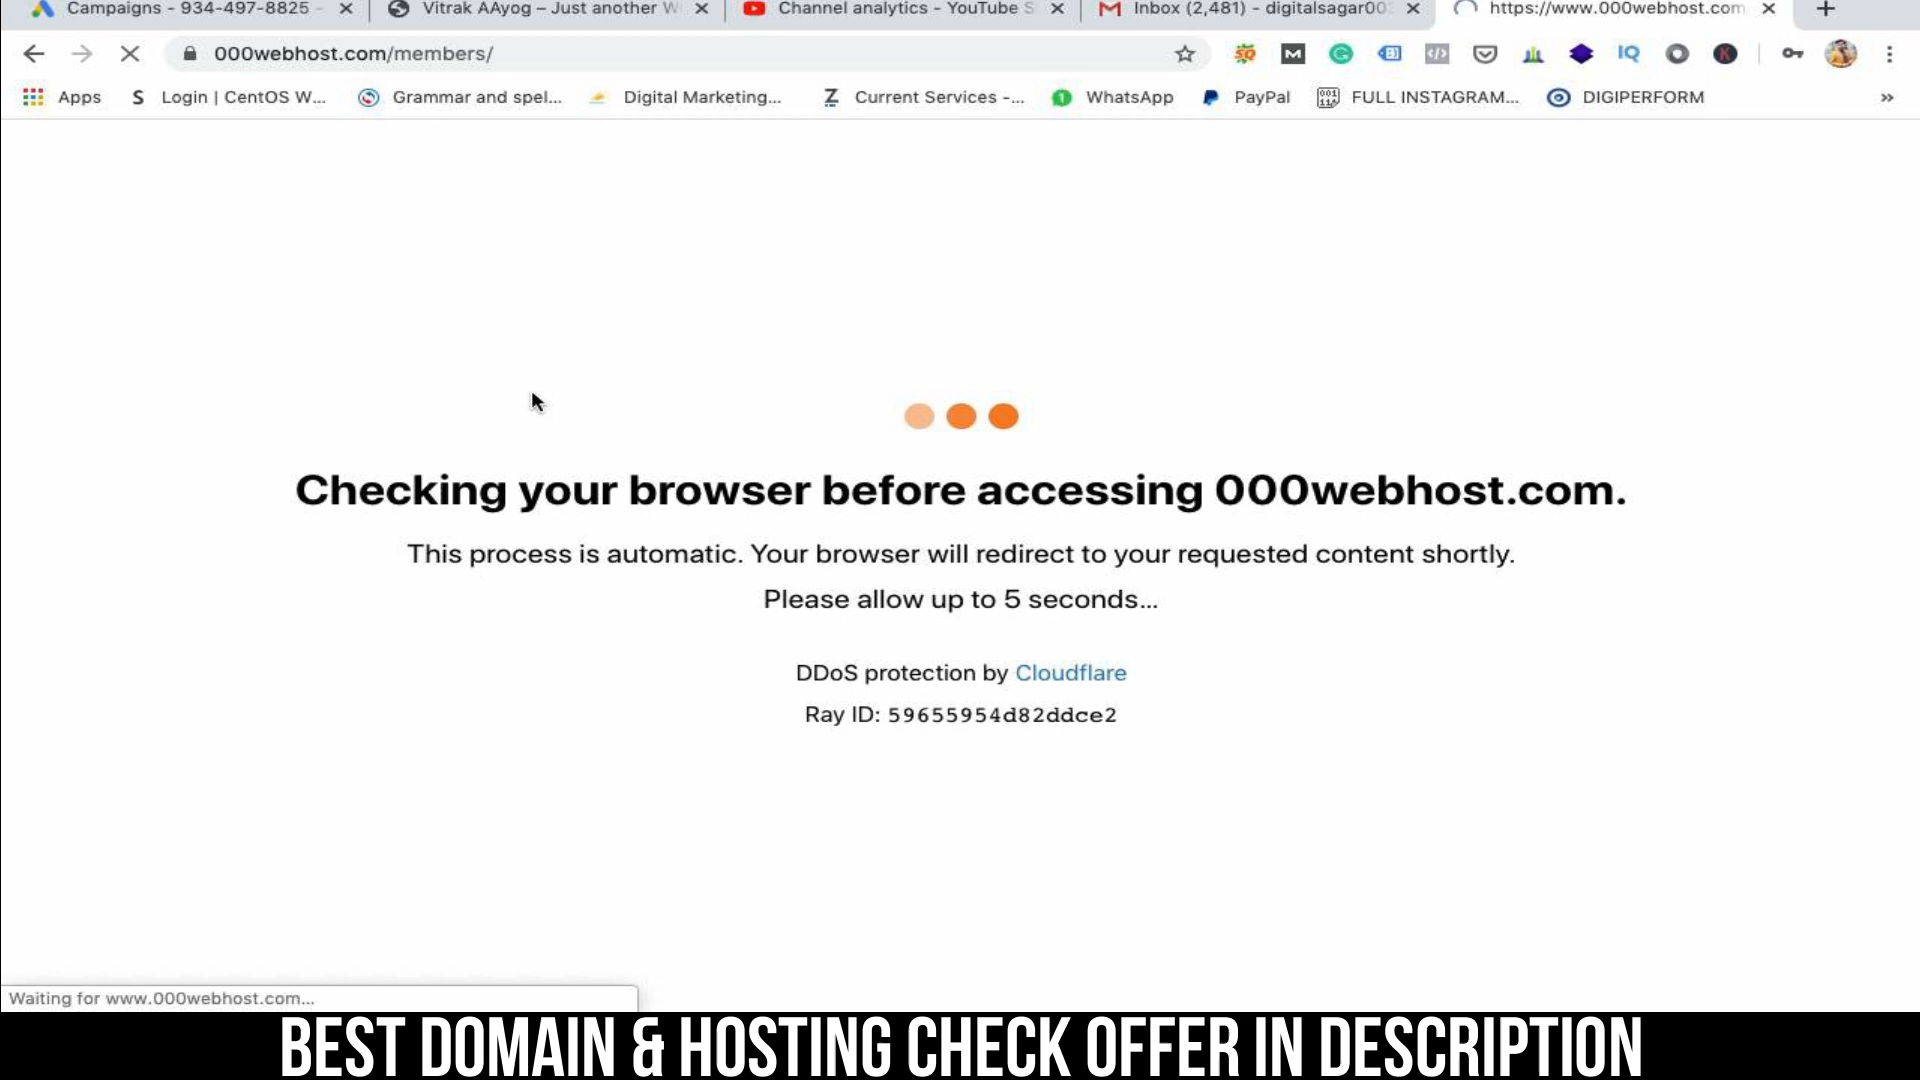 Campaigns - 934-497-8825 -
Vitrak AAyog – Just another W
Channel analytics - YouTube S
Inbox (2,481) - digitalsagar00
https://www.000webhost.com
000webhost.com/members/
Apps
Login | CentOS W...
Grammar and spel...
Digital Marketing...
Current Services -...
WhatsApp
PayPal
FULL INSTAGRAM...
DIGIPERFORM
Checking your browser before accessing 000webhost.com.
This process is automatic. Your browser will redirect to your requested content shortly.
Please allow up to 5 seconds...
DDoS protection by Cloudflare
Ray ID: 59655954d82ddce2
Waiting for www.000webhost.com...
BEST DOMAIN & HOSTING CHECK OFFER IN DESCRIPTION